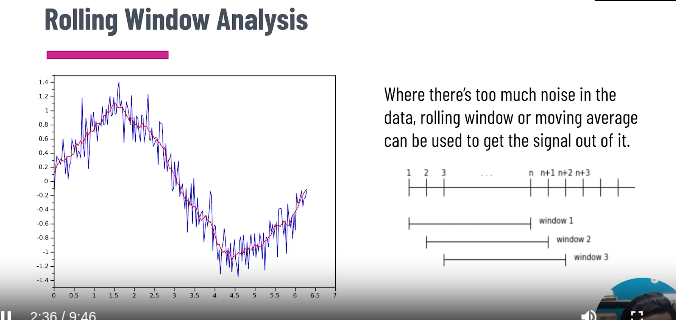 Rolling Window Analysis
Where there's too much noise in the
data, rolling window or moving average
can be used to get the signal out of it.
1.4
1.2
1
0.8
0.6
0.4
0.2
0
-0.2
-0.4
-0.6
-0.8
-1
-1.2
-1.4
0 0.5 1 1.5 2 2.5 3 3.5 4 4.5 5 5.5 6 6.5 7
1 2 3 . . . n n+1 n+2 n+3
window 1
window 2
window 3
2:36 / 9:46